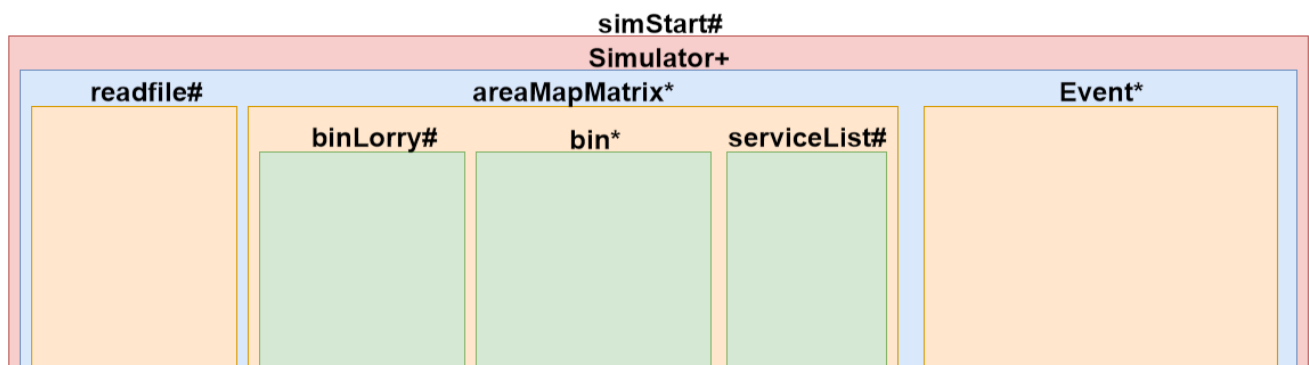 simStart#
Simulator+
readfile# areaMapMatrix* Event*
binLorry# bin* serviceList#